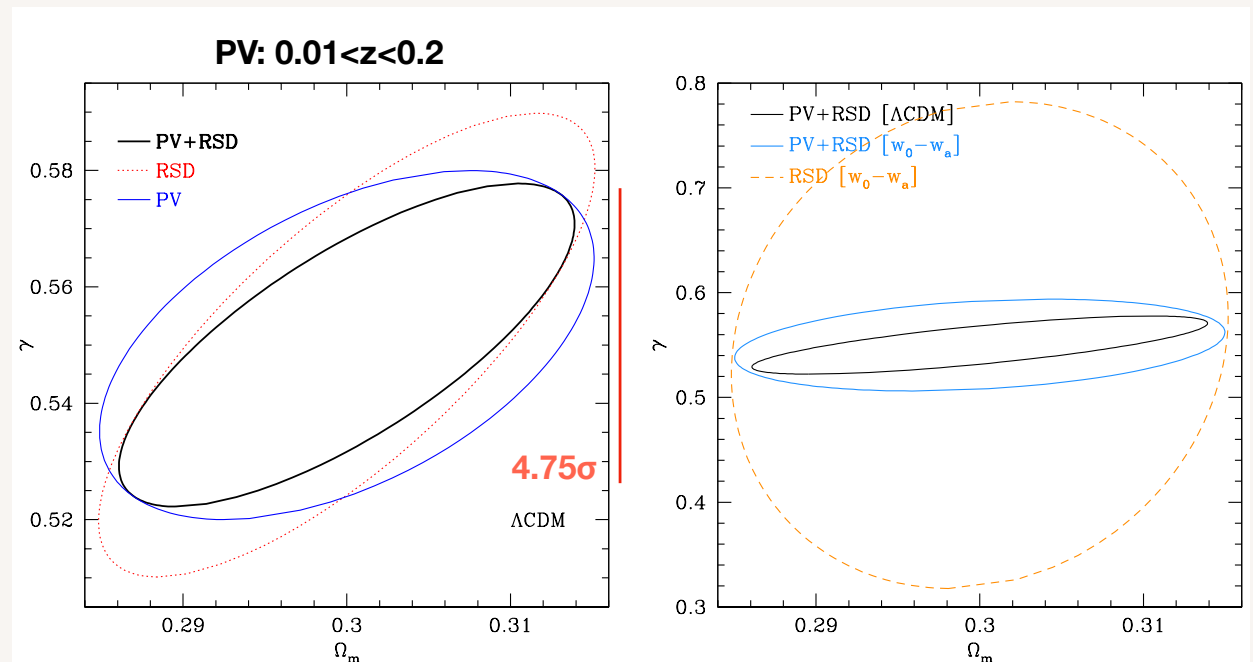 PV: 0.01<z<0.2
PV+RSD
RSD
PV
0.58
0.56
0.54
0.52
γ
4.75σ
ΛCDM
0.29
0.3
0.31
Ωₘ
PV+RSD [ΛCDM]
PV+RSD [w₀−wₐ]
RSD [w₀−wₐ]
0.8
0.7
0.6
0.5
0.4
0.3
γ
0.29
0.3
0.31
Ωₘ